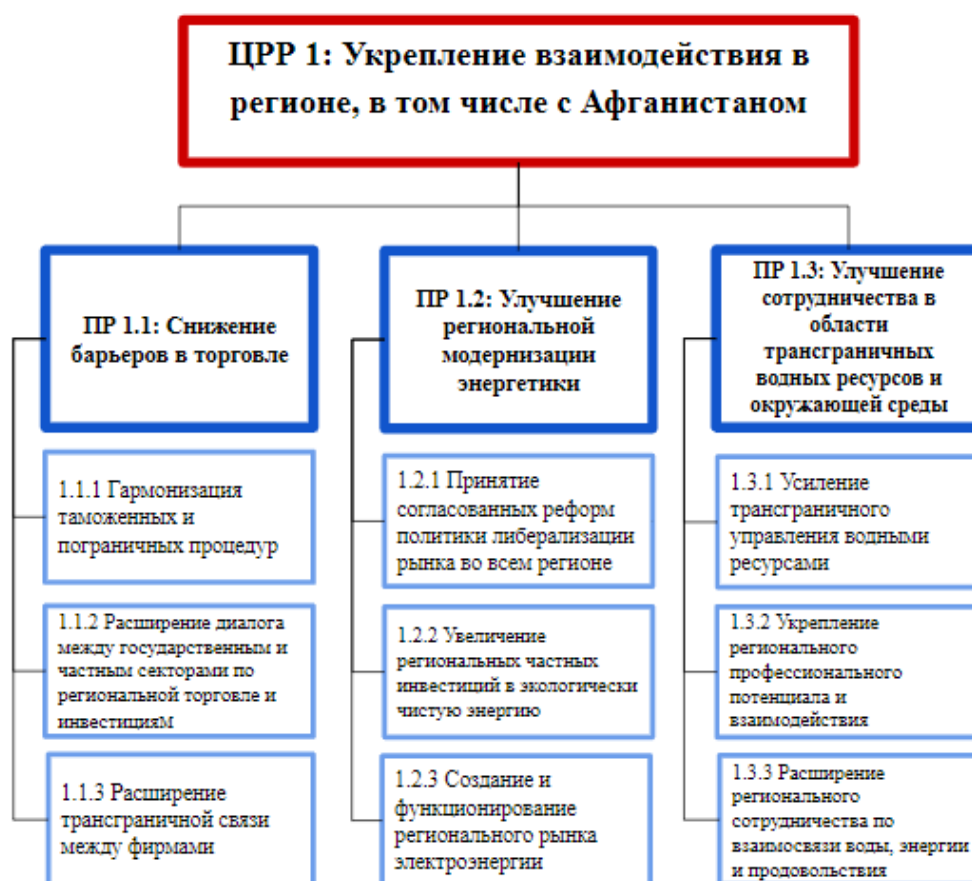 ЦРР 1: Укрепление взаимодействия в
регионе, в том числе с Афганистаном
ПР 1.1: Снижение
барьеров в торговле
1.1.1 Гармонизация
таможенных и
пограничных процедур
1.1.2 Расширение диалога
между государственным и
частным секторами по
региональной торговле и
инвестициям
1.1.3 Расширение
трансграничной связи
между фирмами
ПР 1.2: Улучшение
региональной
модернизации
энергетики
1.2.1 Принятие
согласованных реформ
политики либерализации
рынка во всем регионе
1.2.2 Увеличение
региональных частных
инвестиций в экологически
чистую энергию
1.2.3 Создание и
функционирование
регионального рынка
электроэнергии
ПР 1.3: Улучшение
сотрудничества в
области
трансграничных
водных ресурсов и
окружающей среды
1.3.1 Усиление
трансграничного
управления водными
ресурсами
1.3.2 Укрепление
регионального
профессионального
потенциала и
взаимодействия
1.3.3 Расширение
регионального
сотрудничества по
взаимосвязи воды, энергии
и продовольствия